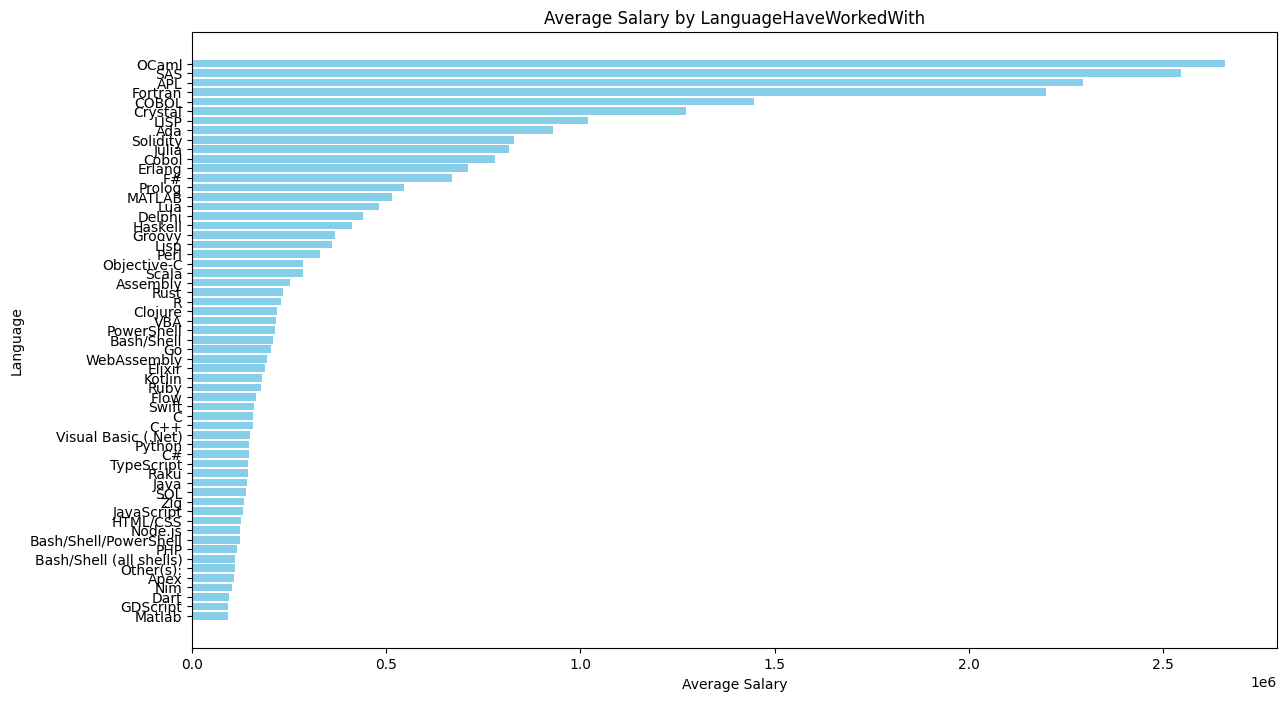 Average Salary by LanguageHaveWorkedWith
OCaml
SAS
APL
Fortran
COBOL
Crystal
LISP
Ada
Solidity
Julia
Cobol
Erlang
F#
Prolog
MATLAB
Lua
Delphi
Haskell
Groovy
Lisp
Perl
Objective-C
Scala
Assembly
Rust
R
Clojure
VBA
PowerShell
Bash/Shell
Go
WebAssembly
Elixir
Kotlin
Ruby
Flow
Swift
C
C++
Visual Basic (.Net)
Python
C#
TypeScript
Raku
Java
SQL
Zig
JavaScript
HTML/CSS
Node.js
Bash/Shell/PowerShell
PHP
Bash/Shell (all shells)
Other(s):
Apex
Nim
Dart
GDScript
Matlab
Language
0.0 0.5 1.0 1.5 2.0 2.5
1e6
Average Salary